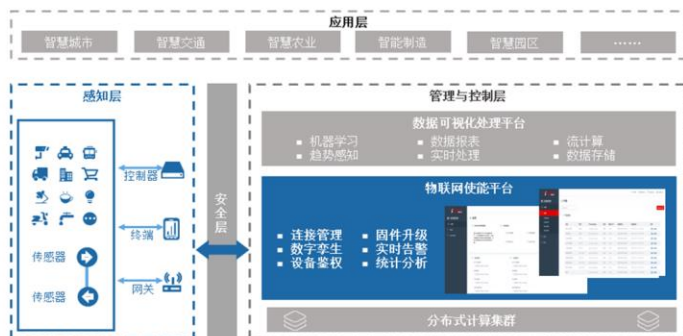 应用层
智慧城市
智慧交通
智慧农业
智能制造
智慧园区
……
感知层
控制器
终端
网关
传感器
传感器
安全层
管理与控制层
数据可视化处理平台
机器学习
数据报表
流计算
趋势感知
实时处理
数据存储
物联网使能平台
连接管理
固件升级
数字孪生
实时告警
设备鉴权
统计分析
分布式计算集群